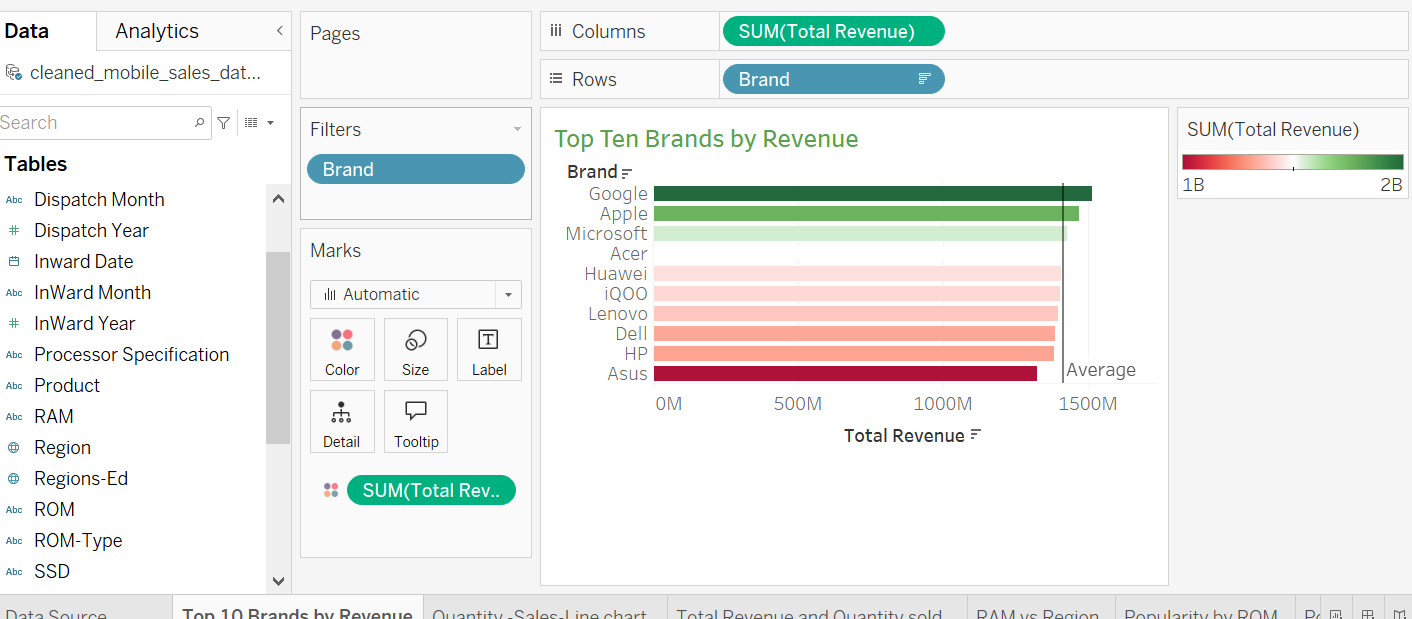 Data
Analytics
cleaned_mobile_sales_dat...
Search
Tables
Abc Dispatch Month
# Dispatch Year
Inward Date
Abc InWard Month
# InWard Year
Abc Processor Specification
Abc Product
Abc RAM
Region
Regions-Ed
Abc ROM
Abc ROM-Type
Abc SSD
Pages
Filters
Brand
Marks
Automatic
Color Size Label
T
Detail Tooltip
SUM(Total Rev..
Columns SUM(Total Revenue)
Rows Brand
Top Ten Brands by Revenue
Brand
Google
Apple
Microsoft
Acer
Huawei
iQOO
Lenovo
Dell
HP
Asus
Average
0M 500M 1000M 1500M
Total Revenue
SUM(Total Revenue)
1B 2B
Data Source Top 10 Brands by Revenue Quantity -Sales-Line chart Total Revenue and Quantity sold RAM vs Region Popularity by ROM